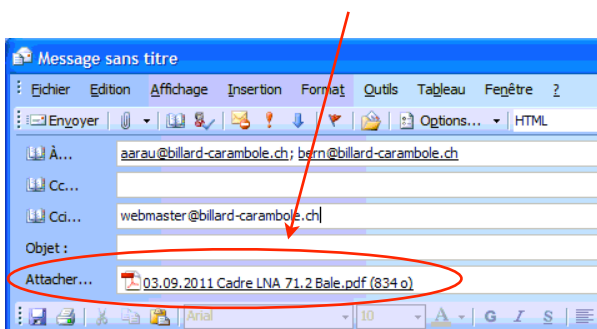 Message sans titre
Fichier Edition Affichage Insertion Format Outils Tableau Fenêtre ?
Envoyer Options... HTML
À... aarau@billard-carambole.ch; bern@billard-carambole.ch
Cc...
Cci... webmaster@billard-carambole.ch
Objet :
Attacher... 03.09.2011 Cadre LNA 71.2 Bale.pdf (834 o)
Arial 10 A G I S